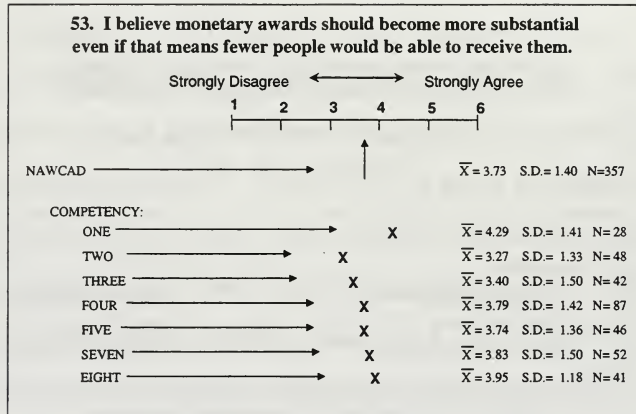 53. I believe monetary awards should become more substantial
even if that means fewer people would be able to receive them.
Strongly Disagree Strongly Agree
1 2 3 4 5 6
NAWCAD X̅ = 3.73 S.D.= 1.40 N=357
COMPETENCY:
ONE X X̅ = 4.29 S.D.= 1.41 N= 28
TWO X X̅ = 3.27 S.D.= 1.33 N= 48
THREE X X̅ = 3.40 S.D.= 1.50 N= 42
FOUR X X̅ = 3.79 S.D.= 1.42 N= 87
FIVE X X̅ = 3.74 S.D.= 1.36 N= 46
SEVEN X X̅ = 3.83 S.D.= 1.50 N= 52
EIGHT X X̅ = 3.95 S.D.= 1.18 N= 41